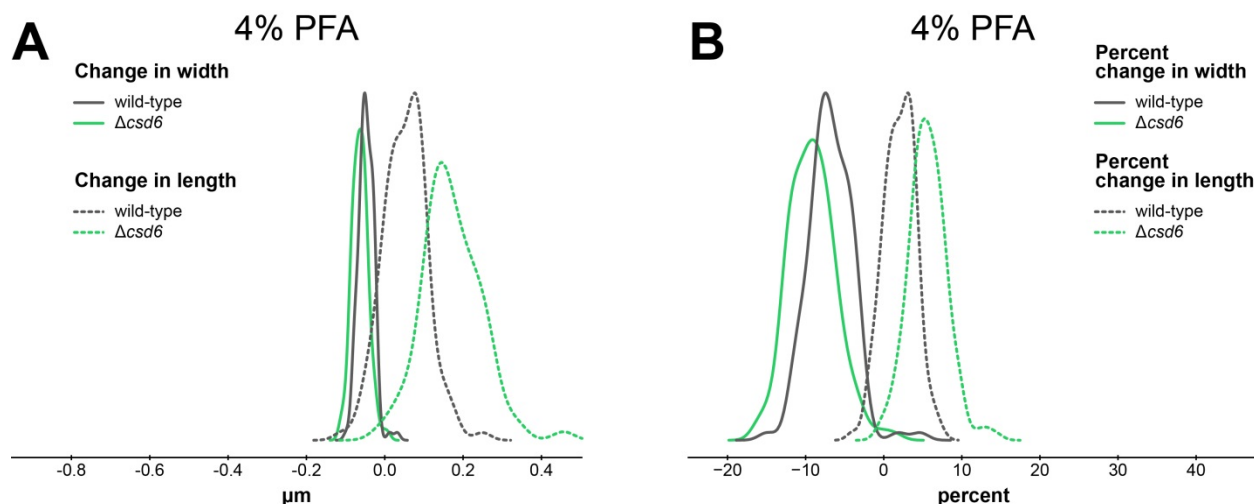 A
4% PFA
Change in width
wild-type
Δcsd6
Change in length
wild-type
Δcsd6
-0.8 -0.6 -0.4 -0.2 0.0 0.2 0.4
µm
B
4% PFA
Percent
change in width
wild-type
Δcsd6
Percent
change in length
wild-type
Δcsd6
−20 −10 0 10 20 30 40
percent